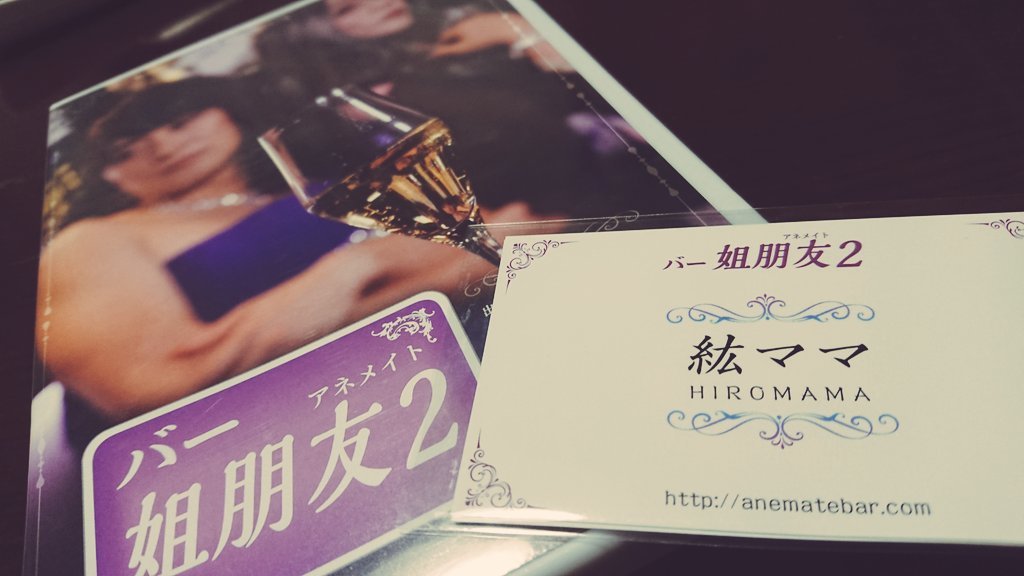 アネメイト
バー 姐朋友2
紘ママ
HIROMAMA
http://anematebar.com
バー
アネメイト
姐朋友2